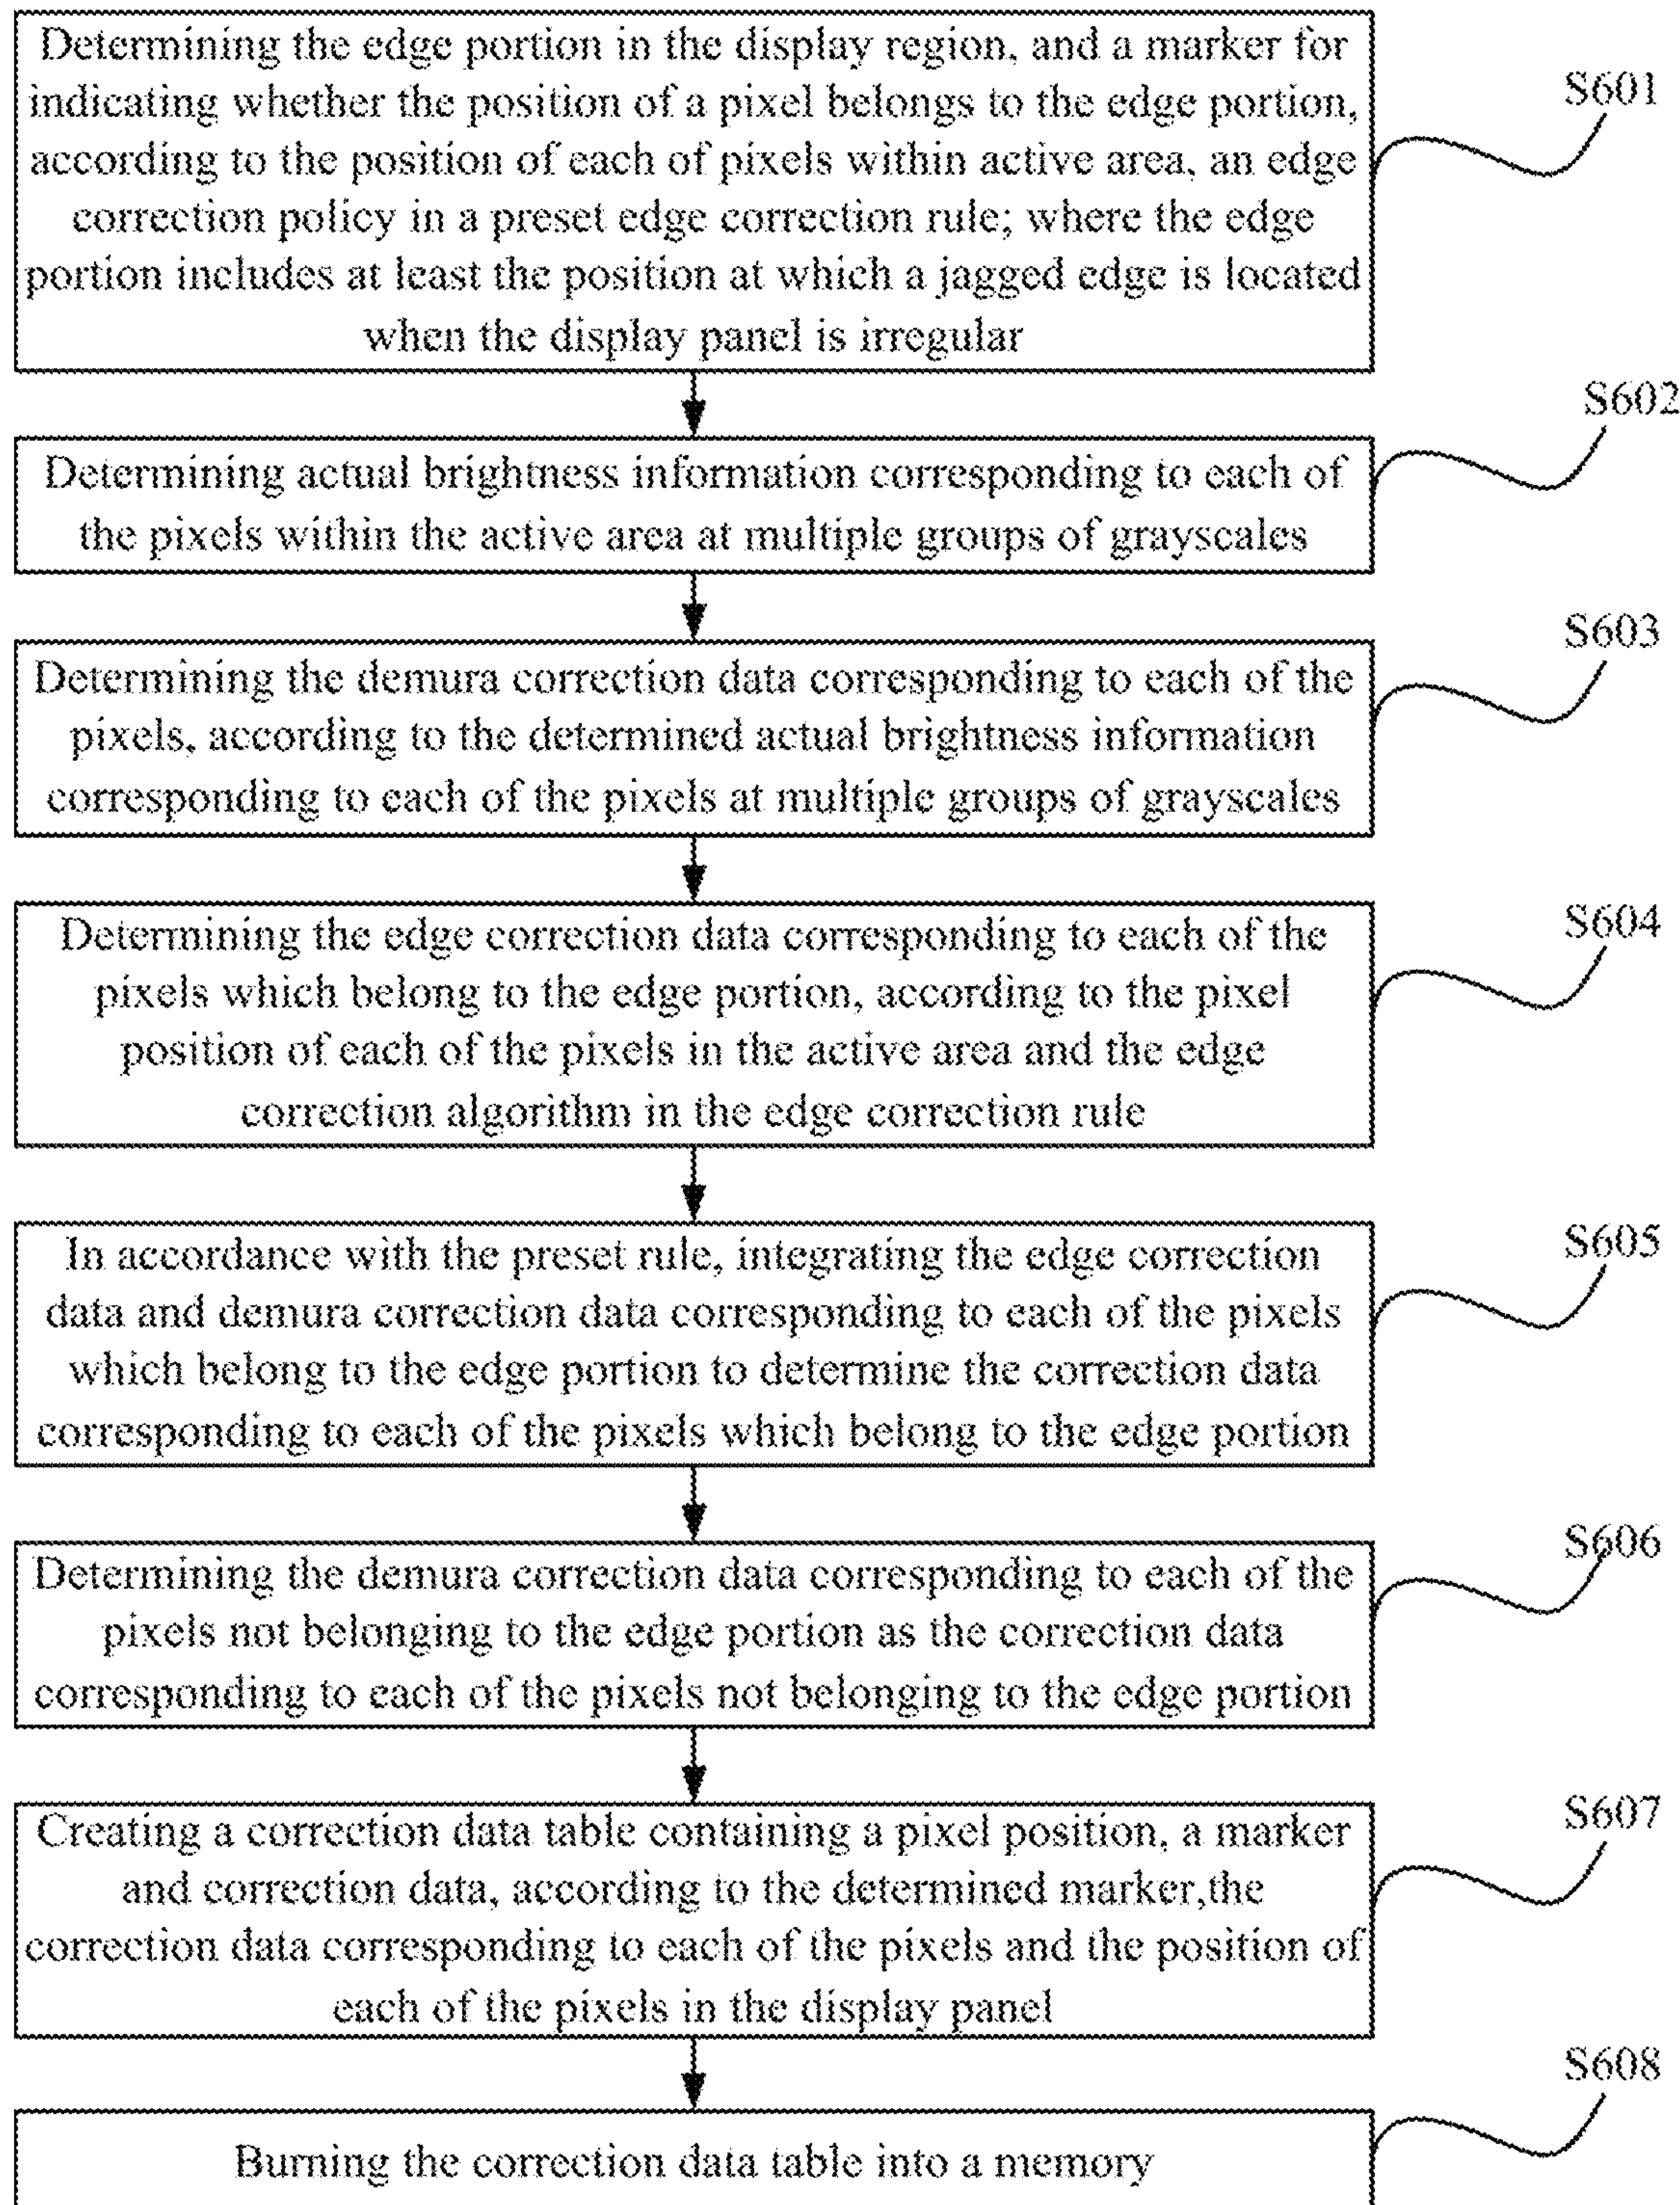 Determining the edge portion in the display region, and a marker for
indicating whether the position of a pixel belongs to the edge portion,
according to the position of each of pixels within active area, an edge
correction policy in a preset edge correction rule; where the edge
portion includes at least the position at which a jagged edge is located
when the display panel is irregular
S601
Determining actual brightness information corresponding to each of
the pixels within the active area at multiple groups of grayscales
S602
Determining the demura correction data corresponding to each of the
pixels, according to the determined actual brightness information
corresponding to each of the pixels at multiple groups of grayscales
S603
Determining the edge correction data corresponding to each of the
pixels which belong to the edge portion, according to the pixel
position of each of the pixels in the active area and the edge
correction algorithm in the edge correction rule
S604
In accordance with the preset rule, integrating the edge correction
data and demura correction data corresponding to each of the pixels
which belong to the edge portion to determine the correction data
corresponding to each of the pixels which belong to the edge portion
S605
Determining the demura correction data corresponding to each of the
pixels not belonging to the edge portion as the correction data
corresponding to each of the pixels not belonging to the edge portion
S606
Creating a correction data table containing a pixel position, a marker
and correction data, according to the determined marker,the
correction data corresponding to each of the pixels and the position of
each of the pixels in the display panel
S607
Burning the correction data table into a memory
S608